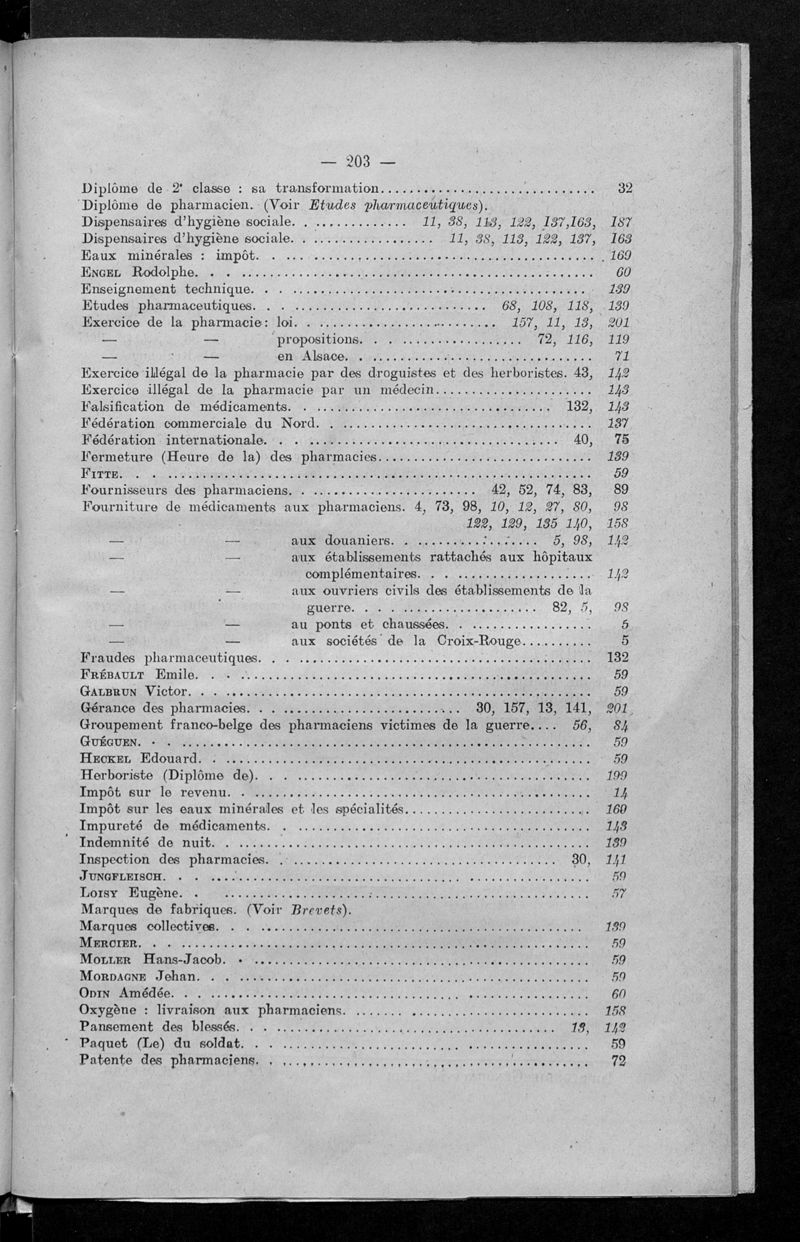 — 203 —
Diplôme de 2ᵉ classe : sa transformation.............................. 32
Diplôme de pharmacien. (Voir Etudes pharmaceutiques).
Dispensaires d'hygiène sociale. ............... 11, 38, 113, 122, 137,163, 187
Dispensaires d'hygiène sociale. .................. 11, 38, 113, 122, 137, 163
Eaux minérales : impôt. ............................................... 169
ENGEL Rodolphe. ....................................................... 60
Enseignement technique. ............................................... 139
Etudes pharmaceutiques. .............................. 68, 108, 118, 139
Exercice de la pharmacie : loi. .......................... 157, 11, 13, 201
— — propositions. .................... 72, 116, 119
— — en Alsace. ................................ 71
Exercice illégal de la pharmacie par des droguistes et des herboristes. 43, 142
Exercice illégal de la pharmacie par un médecin...................... 143
Falsification de médicaments. .................................. 132, 143
Fédération commerciale du Nord. ...................................... 137
Fédération internationale. ....................................... 40, 75
Fermeture (Heure de la) des pharmacies............................... 139
FITTE. ............................................................... 59
Fournisseurs des pharmaciens. ......................... 42, 52, 74, 83, 89
Fourniture de médicaments aux pharmaciens. 4, 73, 98, 10, 12, 27, 80, 98
122, 129, 135 140, 158
— — aux douaniers. .................... 5, 98, 142
— — aux établissements rattachés aux hôpitaux
complémentaires. ....................... 142
— — aux ouvriers civils des établissements de la
guerre. ......................... 82, 5, 98
— — au ponts et chaussées. ................... 5
— — aux sociétés de la Croix-Rouge.......... 5
Fraudes pharmaceutiques. ............................................. 132
FRÉBAULT Emile. ...................................................... 59
GALBRUN Victor. ...................................................... 59
Gérance des pharmacies. ........................... 30, 157, 13, 141, 201
Groupement franco-belge des pharmaciens victimes de la guerre.... 56, 84
GUÉGUEN. ............................................................. 59
HECKEL Edouard. ...................................................... 59
Herboriste (Diplôme de). ............................................. 199
Impôt sur le revenu. ................................................. 14
Impôt sur les eaux minérales et les spécialités....................... 169
Impureté de médicaments. ............................................. 143
Indemnité de nuit. ................................................... 139
Inspection des pharmacies. ....................................... 30, 141
JUNGFLEISCH. ......................................................... 59
LOISY Eugène. ........................................................ 57
Marques de fabriques. (Voir Brevets).
Marques collectives. ................................................. 139
MERCIER. ............................................................. 59
MOLLER Hans-Jacob. ................................................... 59
MORDAGNE Jehan. ...................................................... 59
ODIN Amédée. ......................................................... 60
Oxygène : livraison aux pharmaciens. ................................. 158
Pansement des blessés. ........................................... 13, 142
Paquet (Le) du soldat. ............................................... 59
Patente des pharmaciens. ............................................. 72